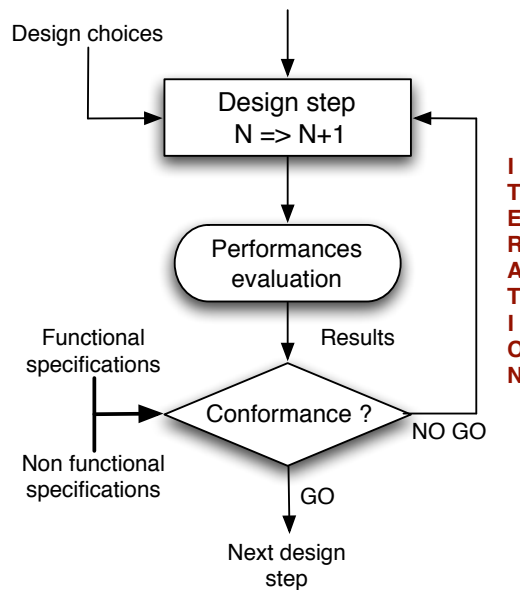 Design choices
Design step
N => N+1
Performances
evaluation
Results
Functional
specifications
Conformance ?
NO GO
Non functional
specifications
GO
Next design
step
I
T
E
R
A
T
I
O
N